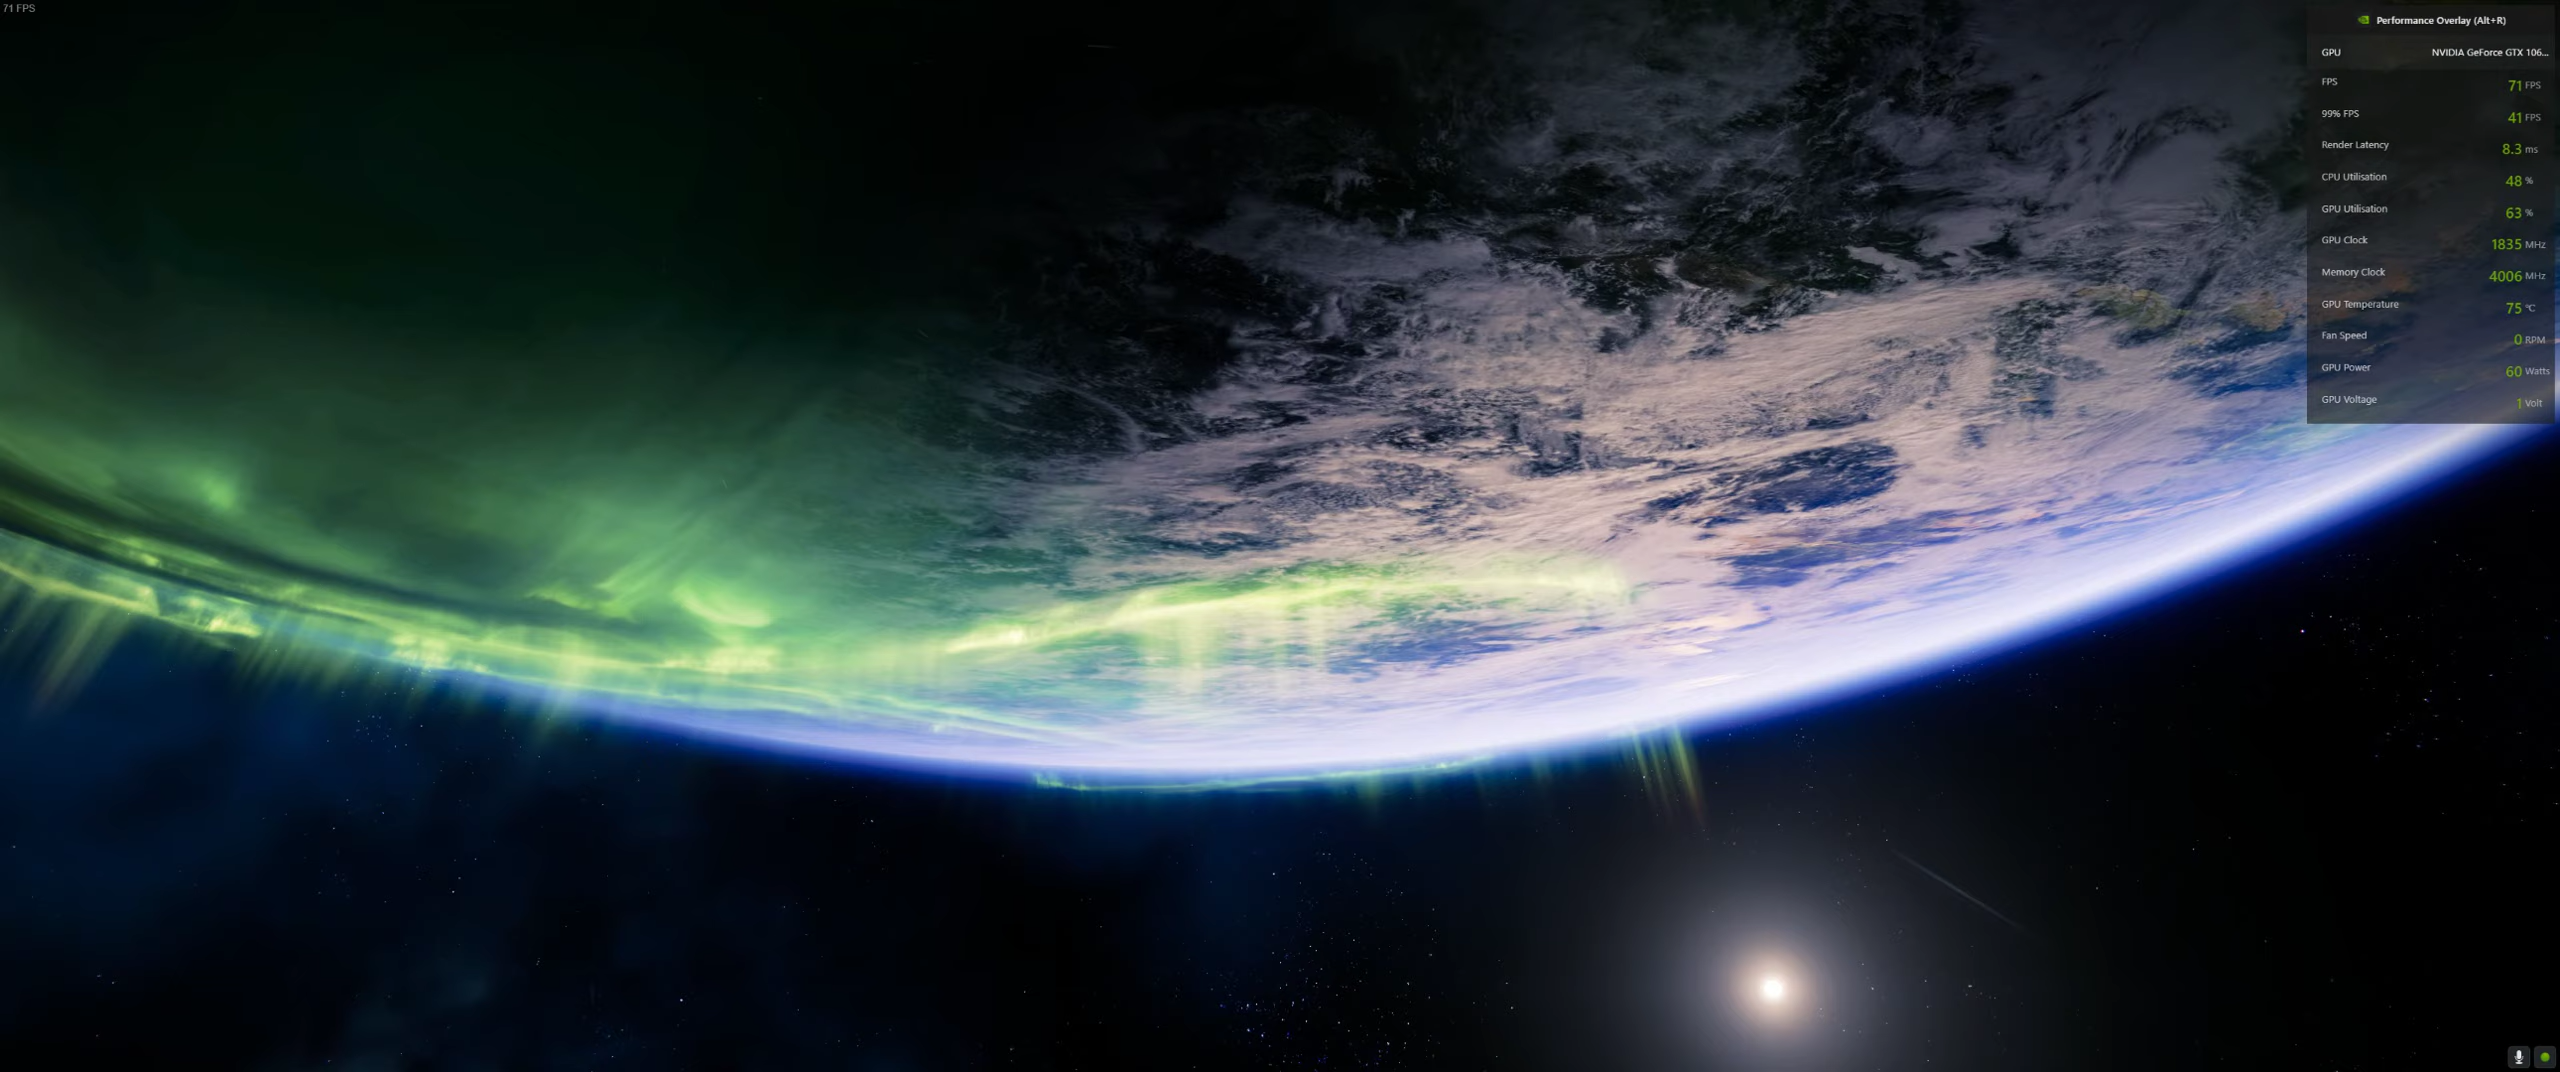 71 FPS
Performance Overlay (Alt+R)
GPU NVIDIA GeForce GTX 106...
FPS 71 FPS
99% FPS 41 FPS
Render Latency 8.3 ms
CPU Utilisation 48 %
GPU Utilisation 63 %
GPU Clock 1835 MHz
Memory Clock 4006 MHz
GPU Temperature 75 °C
Fan Speed 0 RPM
GPU Power 60 Watts
GPU Voltage 1 Volt